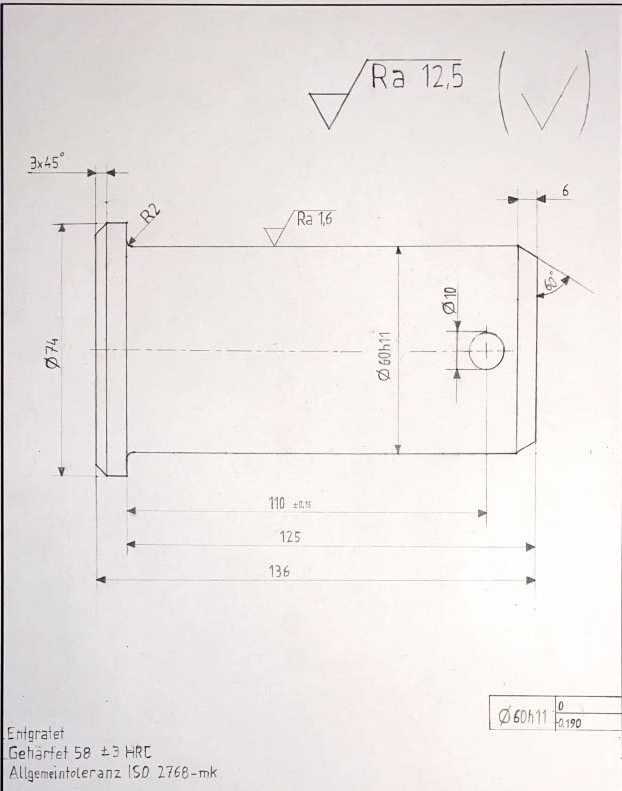 Ra 12,5
3x45°
R2
Ra 1,6
6
60°
Ø10
Ø74
Ø60h11
110 ±0,15
125
136
Ø60h11
0
-0,190
Entgratet
Gehärtet 58 ±3 HRC
Allgemeintoleranz ISO 2768-mk